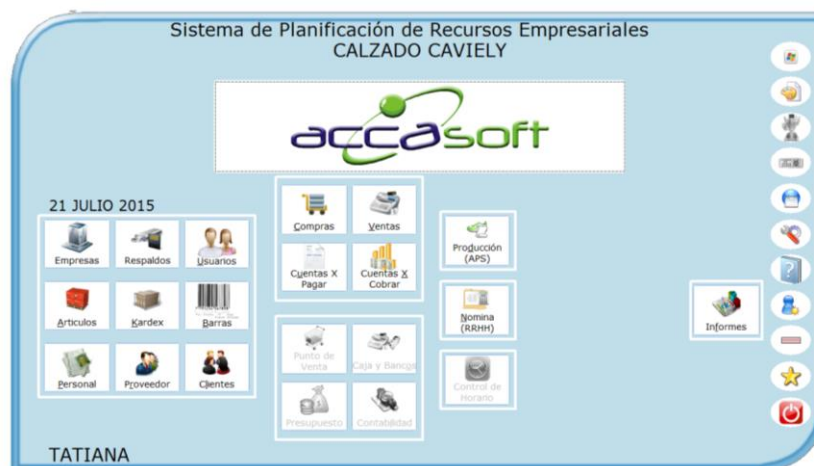 Sistema de Planificación de Recursos Empresariales
CALZADO CAVIELY
accasoft
21 JULIO 2015
Empresas
Respaldos
Usuarios
Articulos
Kardex
Barras
Personal
Proveedor
Clientes
Compras
Ventas
Cuentas X
Pagar
Cuentas X
Cobrar
Punto de
Venta
Caja y Bancos
Presupuesto
Contabilidad
Producción
(APS)
Nomina
(RRHH)
Control de
Horario
Informes
TATIANA